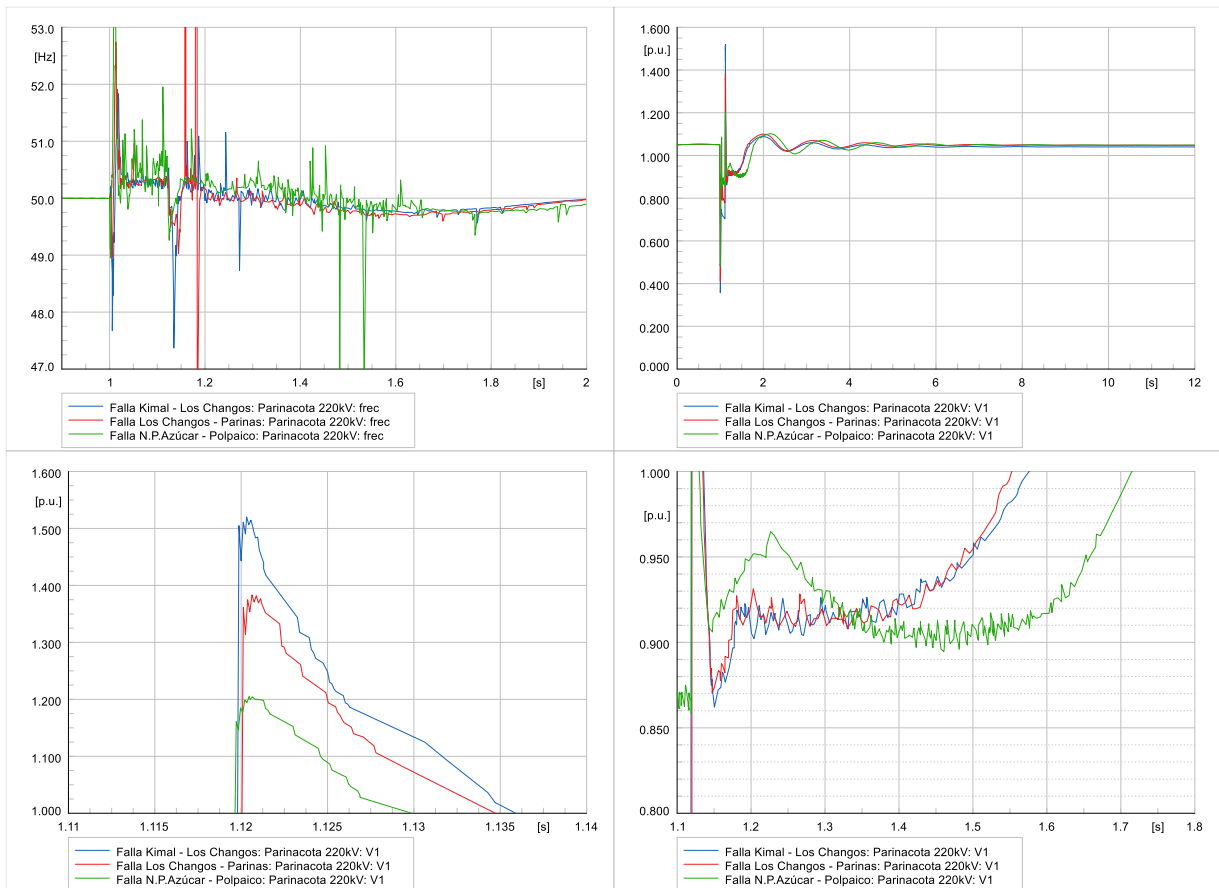 53.0
[Hz]
52.0
51.0
50.0
49.0
48.0
47.0
1 1.2 1.4 1.6 1.8 [s] 2
Falla Kimal - Los Changos: Parinacota 220kV: frec
Falla Los Changos - Parinas: Parinacota 220kV: frec
Falla N.P.Azúcar - Polpaico: Parinacota 220kV: frec
1.600
[p.u.]
1.400
1.200
1.000
0.800
0.600
0.400
0.200
0.000
0 2 4 6 8 10 [s] 12
Falla Kimal - Los Changos: Parinacota 220kV: V1
Falla Los Changos - Parinas: Parinacota 220kV: V1
Falla N.P.Azúcar - Polpaico: Parinacota 220kV: V1
1.600
[p.u.]
1.500
1.400
1.300
1.200
1.100
1.000
1.11 1.115 1.12 1.125 1.13 1.135 [s] 1.14
Falla Kimal - Los Changos: Parinacota 220kV: V1
Falla Los Changos - Parinas: Parinacota 220kV: V1
Falla N.P.Azúcar - Polpaico: Parinacota 220kV: V1
1.000
[p.u.]
0.950
0.900
0.850
0.800
1.1 1.2 1.3 1.4 1.5 1.6 1.7 [s] 1.8
Falla Kimal - Los Changos: Parinacota 220kV: V1
Falla Los Changos - Parinas: Parinacota 220kV: V1
Falla N.P.Azúcar - Polpaico: Parinacota 220kV: V1